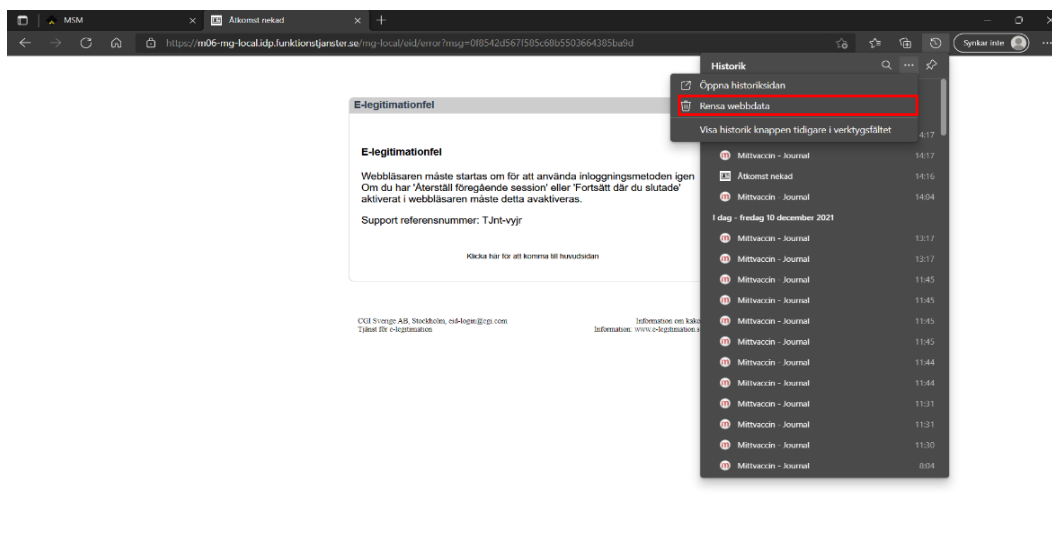 MSM
Åtkomst nekad
https://m06-mg-local.idp.funktionstjanster.se/mg-local/eid/error?msg=0f8542d567f585c68b5503664385ba9d
Synkar inte
Historik
Öppna historiksidan
Rensa webbdata
Visa historik knappen tidigare i verktygsfältet
4:17
Mittvaccin - Journal 14:17
Åtkomst nekad 14:16
Mittvaccin - Journal 14:04
I dag - fredag 10 december 2021
Mittvaccin - Journal 13:17
Mittvaccin - Journal 13:17
Mittvaccin - Journal 11:45
Mittvaccin - Journal 11:45
Mittvaccin - Journal 11:45
Mittvaccin - Journal 11:45
Mittvaccin - Journal 11:44
Mittvaccin - Journal 11:44
Mittvaccin - Journal 11:31
Mittvaccin - Journal 11:31
Mittvaccin - Journal 11:30
Mittvaccin - Journal 8:04
E-legitimationfel
E-legitimationfel
Webbläsaren måste startas om för att använda inloggningsmetoden igen
Om du har 'Återställ föregående session' eller 'Fortsätt där du slutade'
aktiverat i webbläsaren måste detta avaktiveras.
Support referensnummer: TJnt-vyjr
Klicka här för att komma till huvudsidan
CGI Sverige AB, Stockholm, eid-login@cgi.com
Tjänst för e-legitimation
Information om kako
Information: www.e-legitimation.s